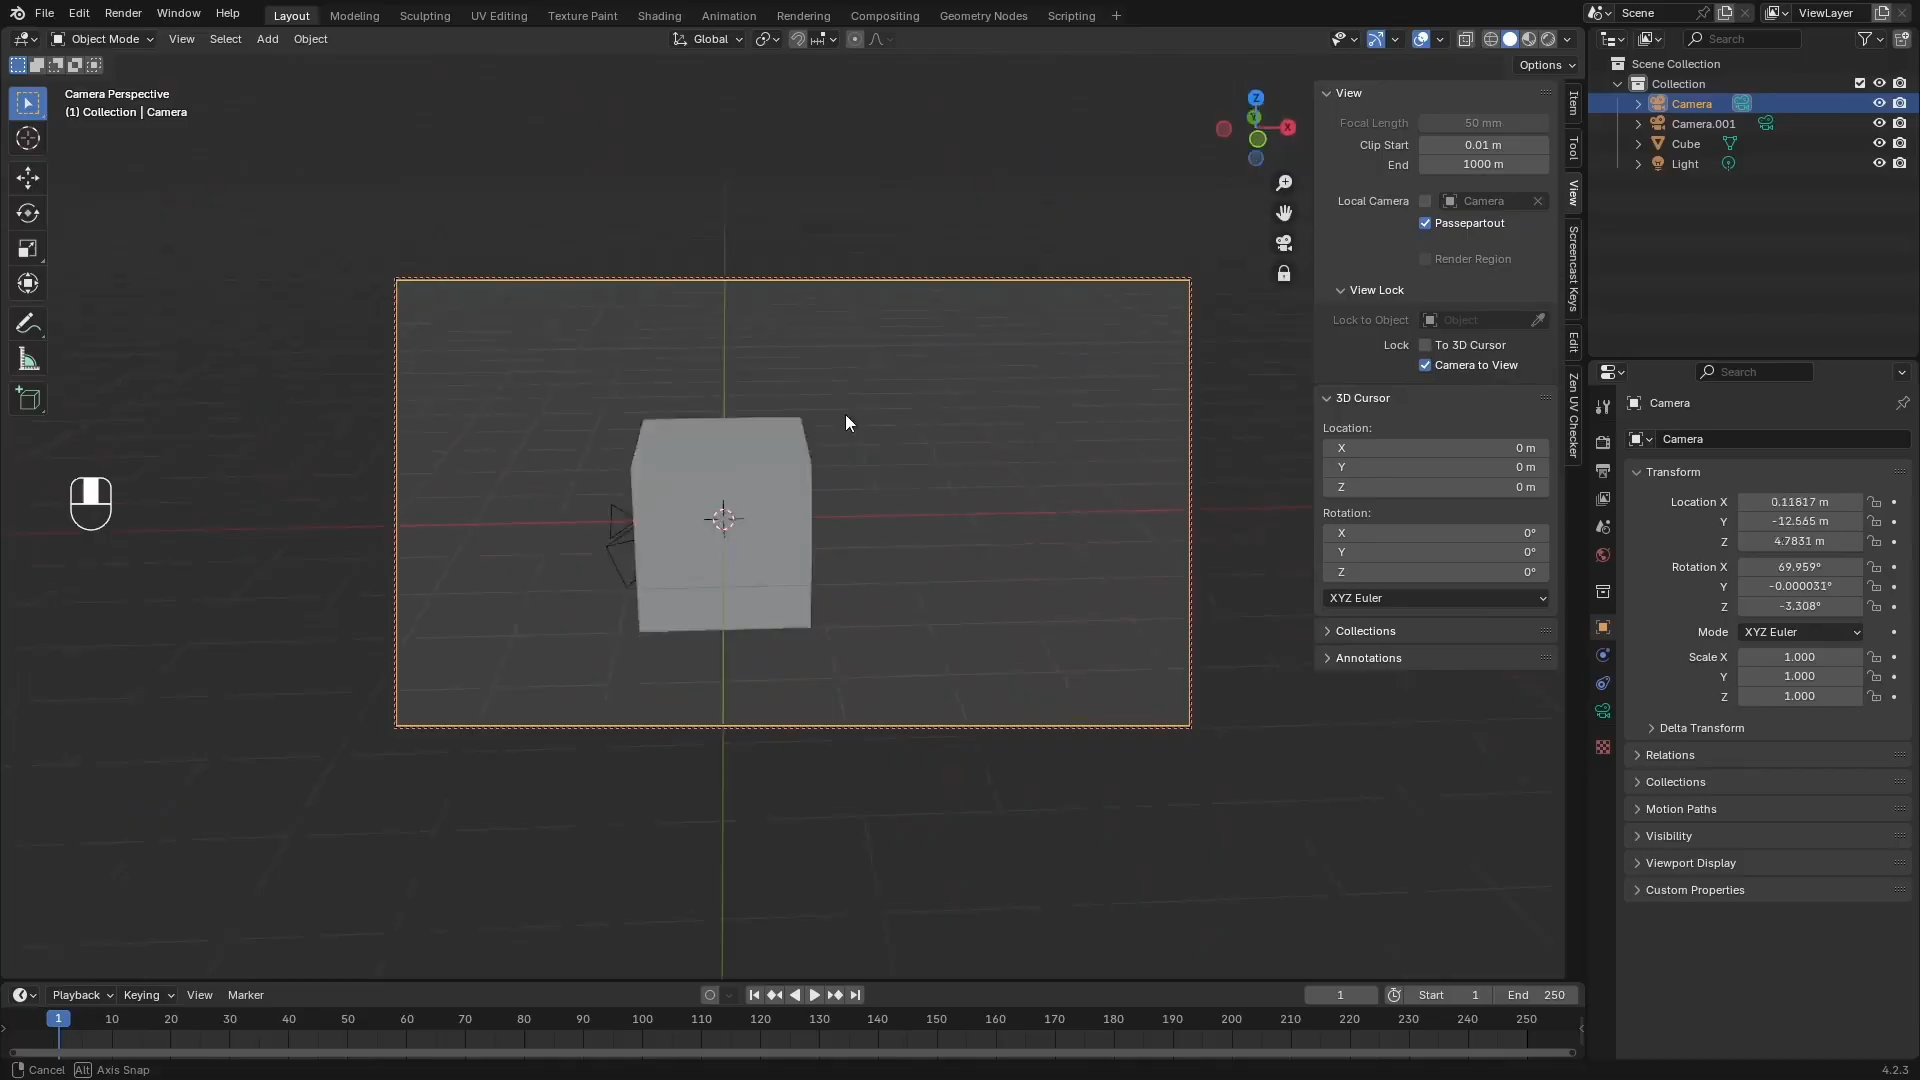 File Edit Render Window Help Layout Modeling Sculpting UV Editing Texture Paint Shading Animation Rendering Compositing Geometry Nodes Scripting + Scene ViewLayer
Object Mode View Select Add Object Global Search
Options
Camera Perspective
(1) Collection | Camera
Z
Y
X
View
Focal Length 50 mm
Clip Start 0.01 m
End 1000 m
Local Camera Camera
Passepartout
Render Region
View Lock
Lock to Object Object
Lock To 3D Cursor
Camera to View
3D Cursor
Location:
X 0 m
Y 0 m
Z 0 m
Rotation:
X 0°
Y 0°
Z 0°
XYZ Euler
Collections
Annotations
Item
Tool
View
Screencast Keys
Edit
Zen UV Checker
Scene Collection
Collection
Camera
Camera.001
Cube
Light
Search
Camera
Camera
Transform
Location X 0.11817 m
Y -12.565 m
Z 4.7831 m
Rotation X 69.959°
Y -0.000031°
Z -3.308°
Mode XYZ Euler
Scale X 1.000
Y 1.000
Z 1.000
Delta Transform
Relations
Collections
Motion Paths
Visibility
Viewport Display
Custom Properties
Playback Keying View Marker 1 Start 1 End 250
1 10 20 30 40 50 60 70 80 90 100 110 120 130 140 150 160 170 180 190 200 210 220 230 240 250
Cancel Alt Axis Snap 4.2.3